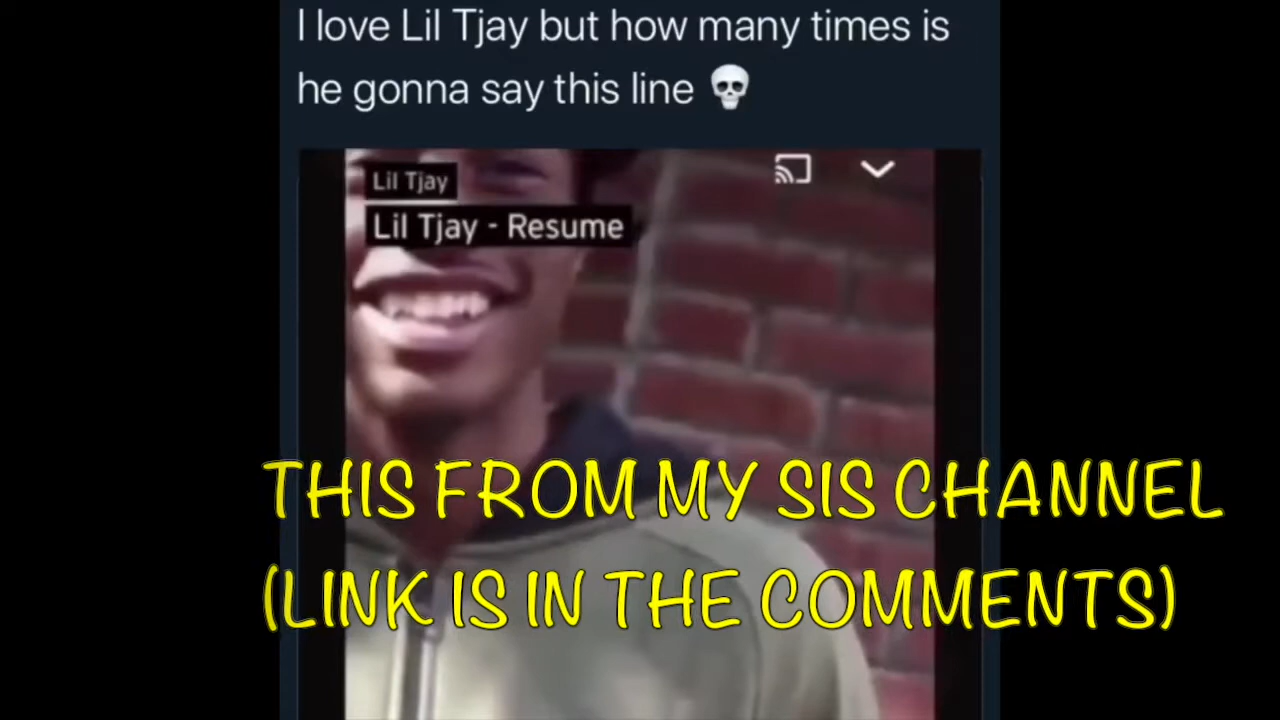 I love Lil Tjay but how many times is
he gonna say this line 💀
Lil Tjay
Lil Tjay - Resume
THIS FROM MY SIS CHANNEL
(LINK IS IN THE COMMENTS)